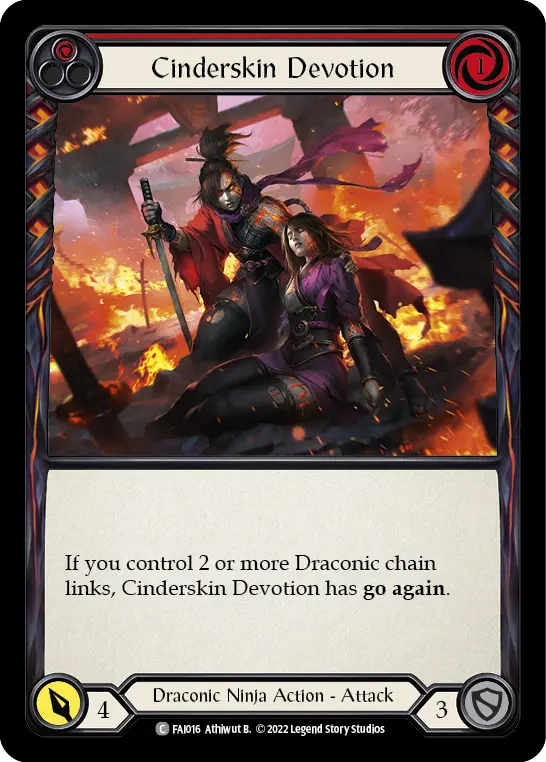 Cinderskin Devotion
1
If you control 2 or more Draconic chain
links, Cinderskin Devotion has go again.
4
Draconic Ninja Action - Attack
3
C FAI016 Athiwut B. © 2022 Legend Story Studios